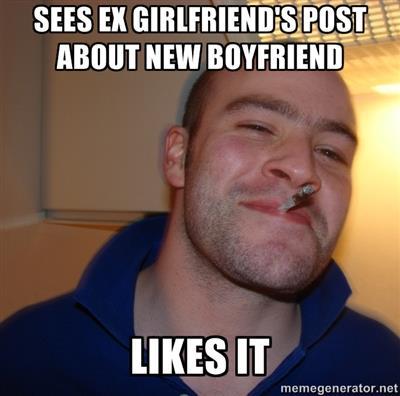 SEES EX GIRLFRIEND'S POST
ABOUT NEW BOYFRIEND
LIKES IT
memegenerator.net